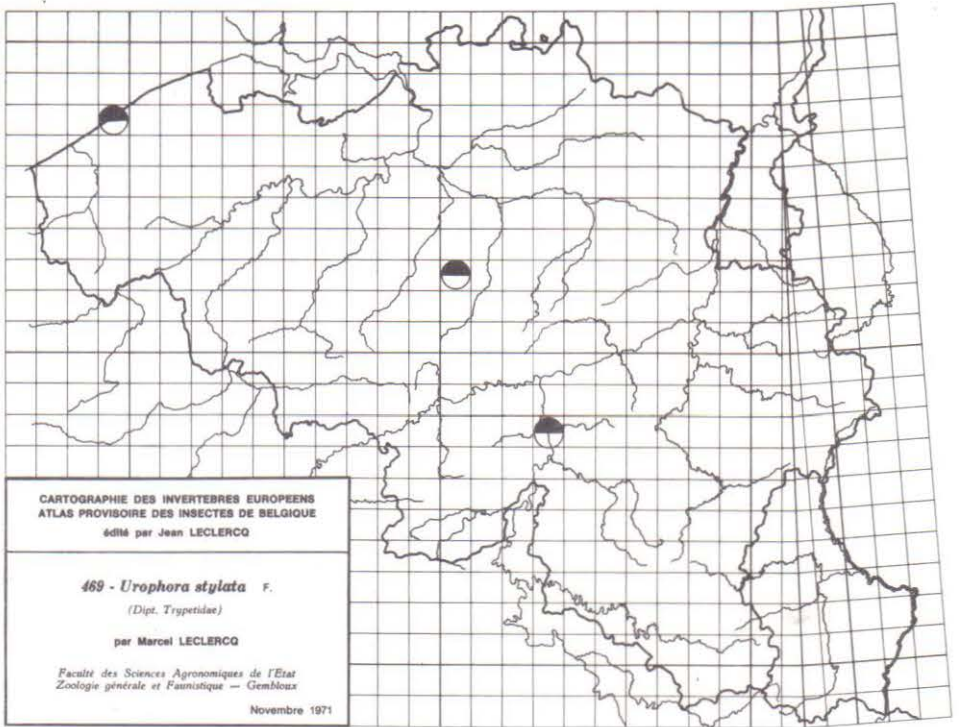 CARTOGRAPHIE DES INVERTEBRES EUROPEENS
ATLAS PROVISOIRE DES INSECTES DE BELGIQUE
édité par Jean LECLERCQ
469 - Urophora stylata F.
(Dipt. Trypetidae)
par Marcel LECLERCQ
Faculté des Sciences Agronomiques de l'Etat
Zoologie générale et Faunistique — Gembloux
Novembre 1971